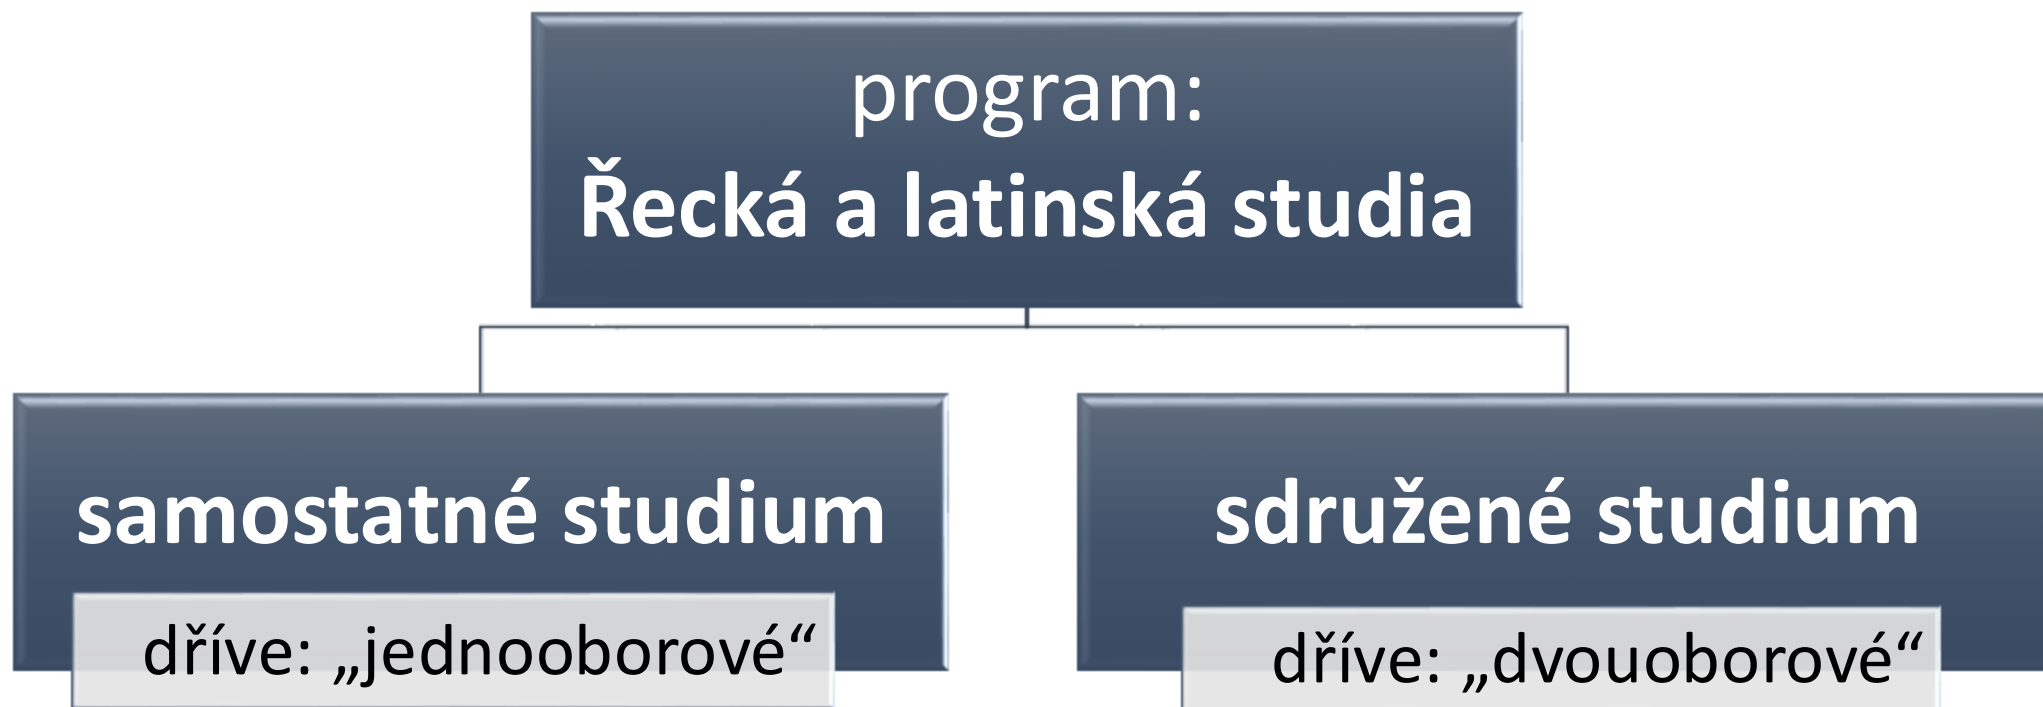 program:
Řecká a latinská studia
samostatné studium
dříve: „jednooborové“
sdružené studium
dříve: „dvouoborové“